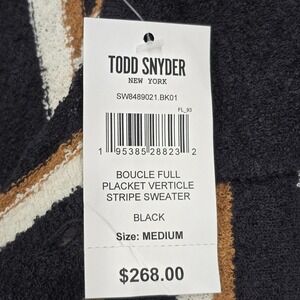 TODD SNYDER
NEW YORK
SW8489021.BK01
FL_93
1 95385 28823 2
BOUCLE FULL
PLACKET VERTICLE
STRIPE SWEATER
BLACK
Size: MEDIUM
$268.00